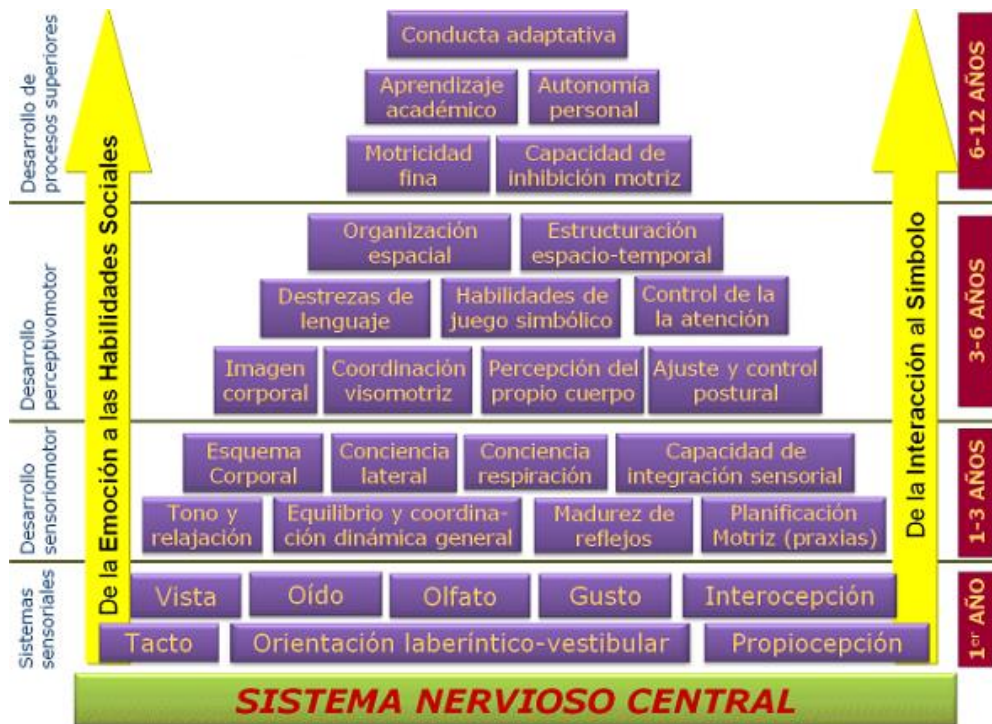 Conducta adaptativa
Aprendizaje
académico
Autonomía
personal
Motricidad
fina
Capacidad de
inhibición motriz
Desarrollo de
procesos superiores
6-12 AÑOS
Organización
espacial
Estructuración
espacio-temporal
Destrezas de
lenguaje
Habilidades de
juego simbólico
Control de la
la atención
Imagen
corporal
Coordinación
visomotriz
Percepción del
propio cuerpo
Ajuste y control
postural
Desarrollo
perceptivomotor
3-6 AÑOS
Esquema
Corporal
Conciencia
lateral
Conciencia
respiración
Capacidad de
integración sensorial
Tono y
relajación
Equilibrio y coordina-
ción dinámica general
Madurez de
reflejos
Planificación
Motriz (praxias)
Desarrollo
sensoriomotor
1-3 AÑOS
Vista
Oído
Olfato
Gusto
Interocepción
Tacto
Orientación laberíntico-vestibular
Propiocepción
Sistemas
sensoriales
1er AÑO
De la Emoción a las Habilidades Sociales
De la Interacción al Símbolo
SISTEMA NERVIOSO CENTRAL